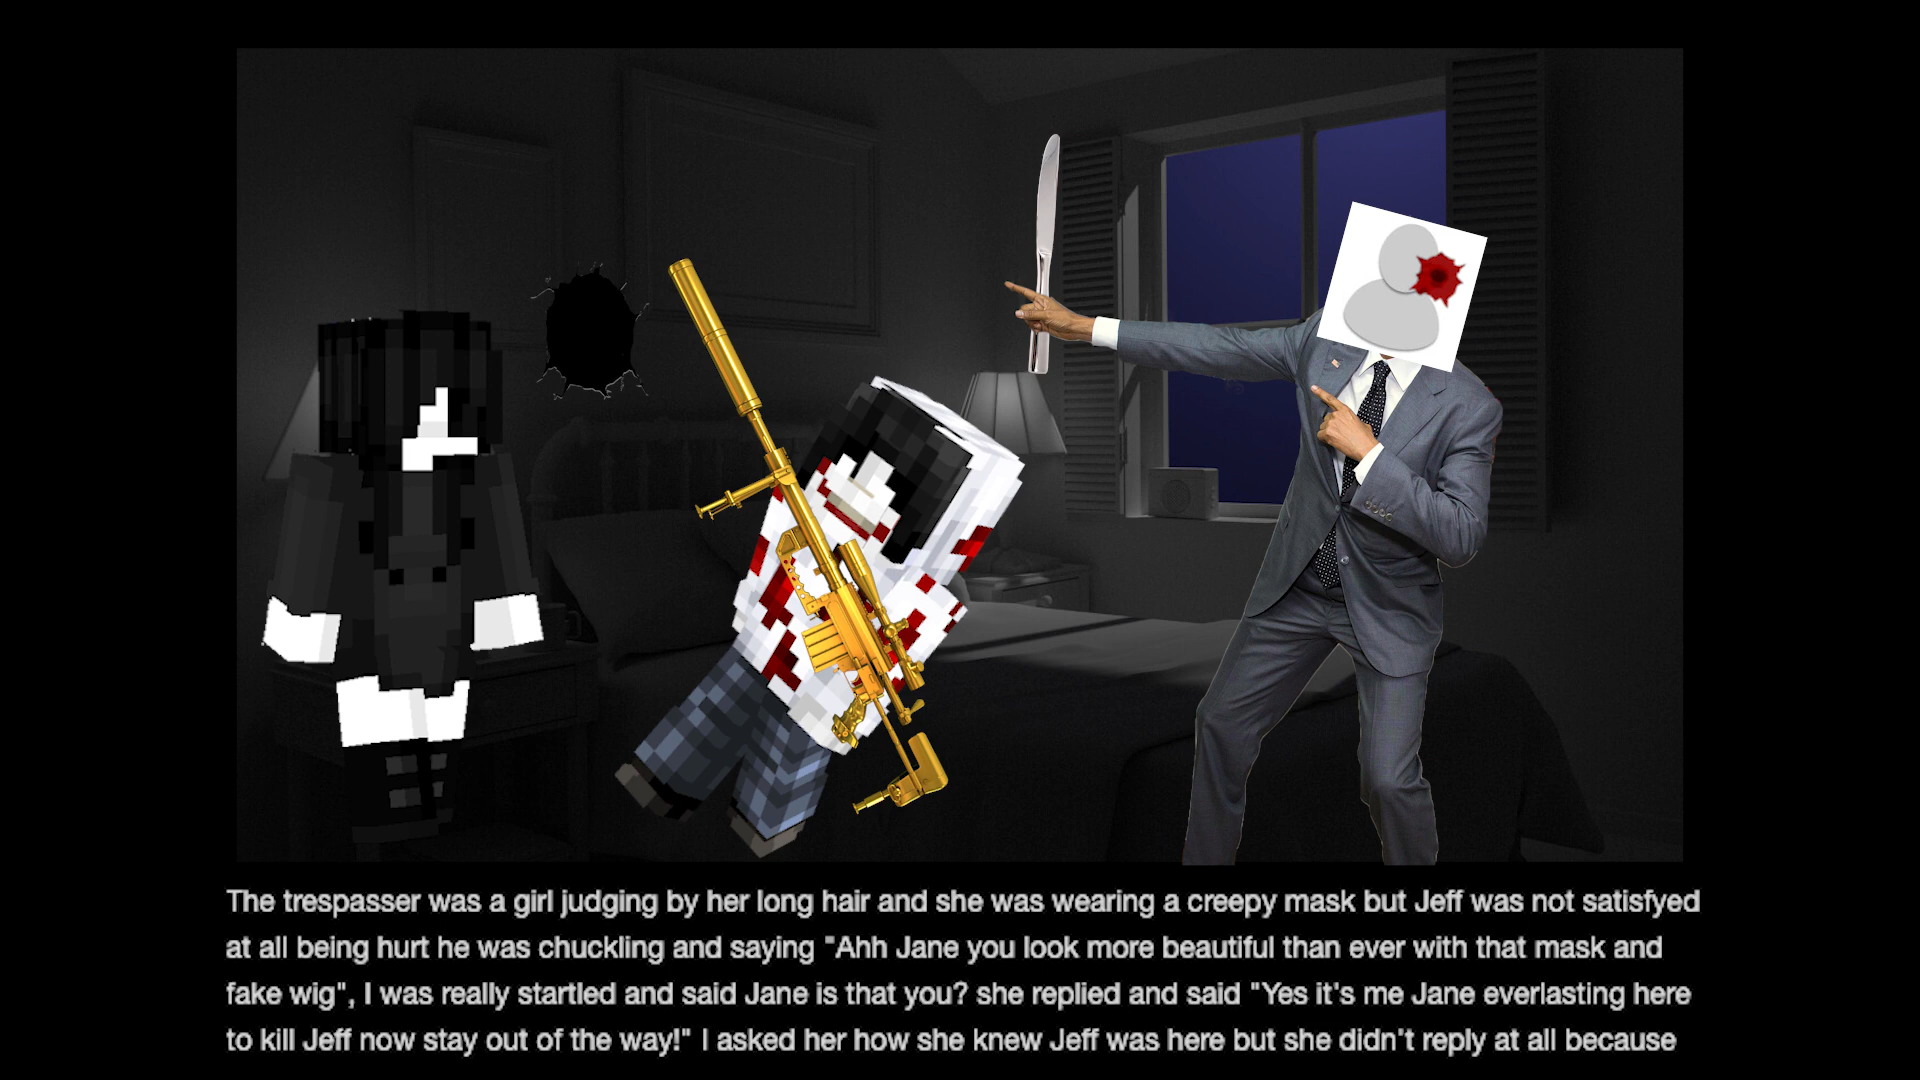 The trespasser was a girl judging by her long hair and she was wearing a creepy mask but Jeff was not satisfyed
at all being hurt he was chuckling and saying "Ahh Jane you look more beautiful than ever with that mask and
fake wig", I was really startled and said Jane is that you? she replied and said "Yes it's me Jane everlasting here
to kill Jeff now stay out of the way!" I asked her how she knew Jeff was here but she didn't reply at all because